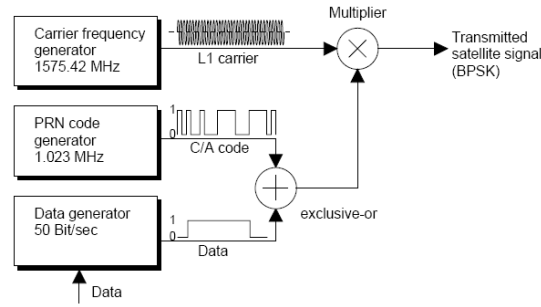 Multiplier
Carrier frequency
generator
1575.42 MHz
L1 carrier
Transmitted
satellite signal
(BPSK)
PRN code
generator
1.023 MHz
1
0
C/A code
Data generator
50 Bit/sec
1
0
Data
exclusive-or
Data